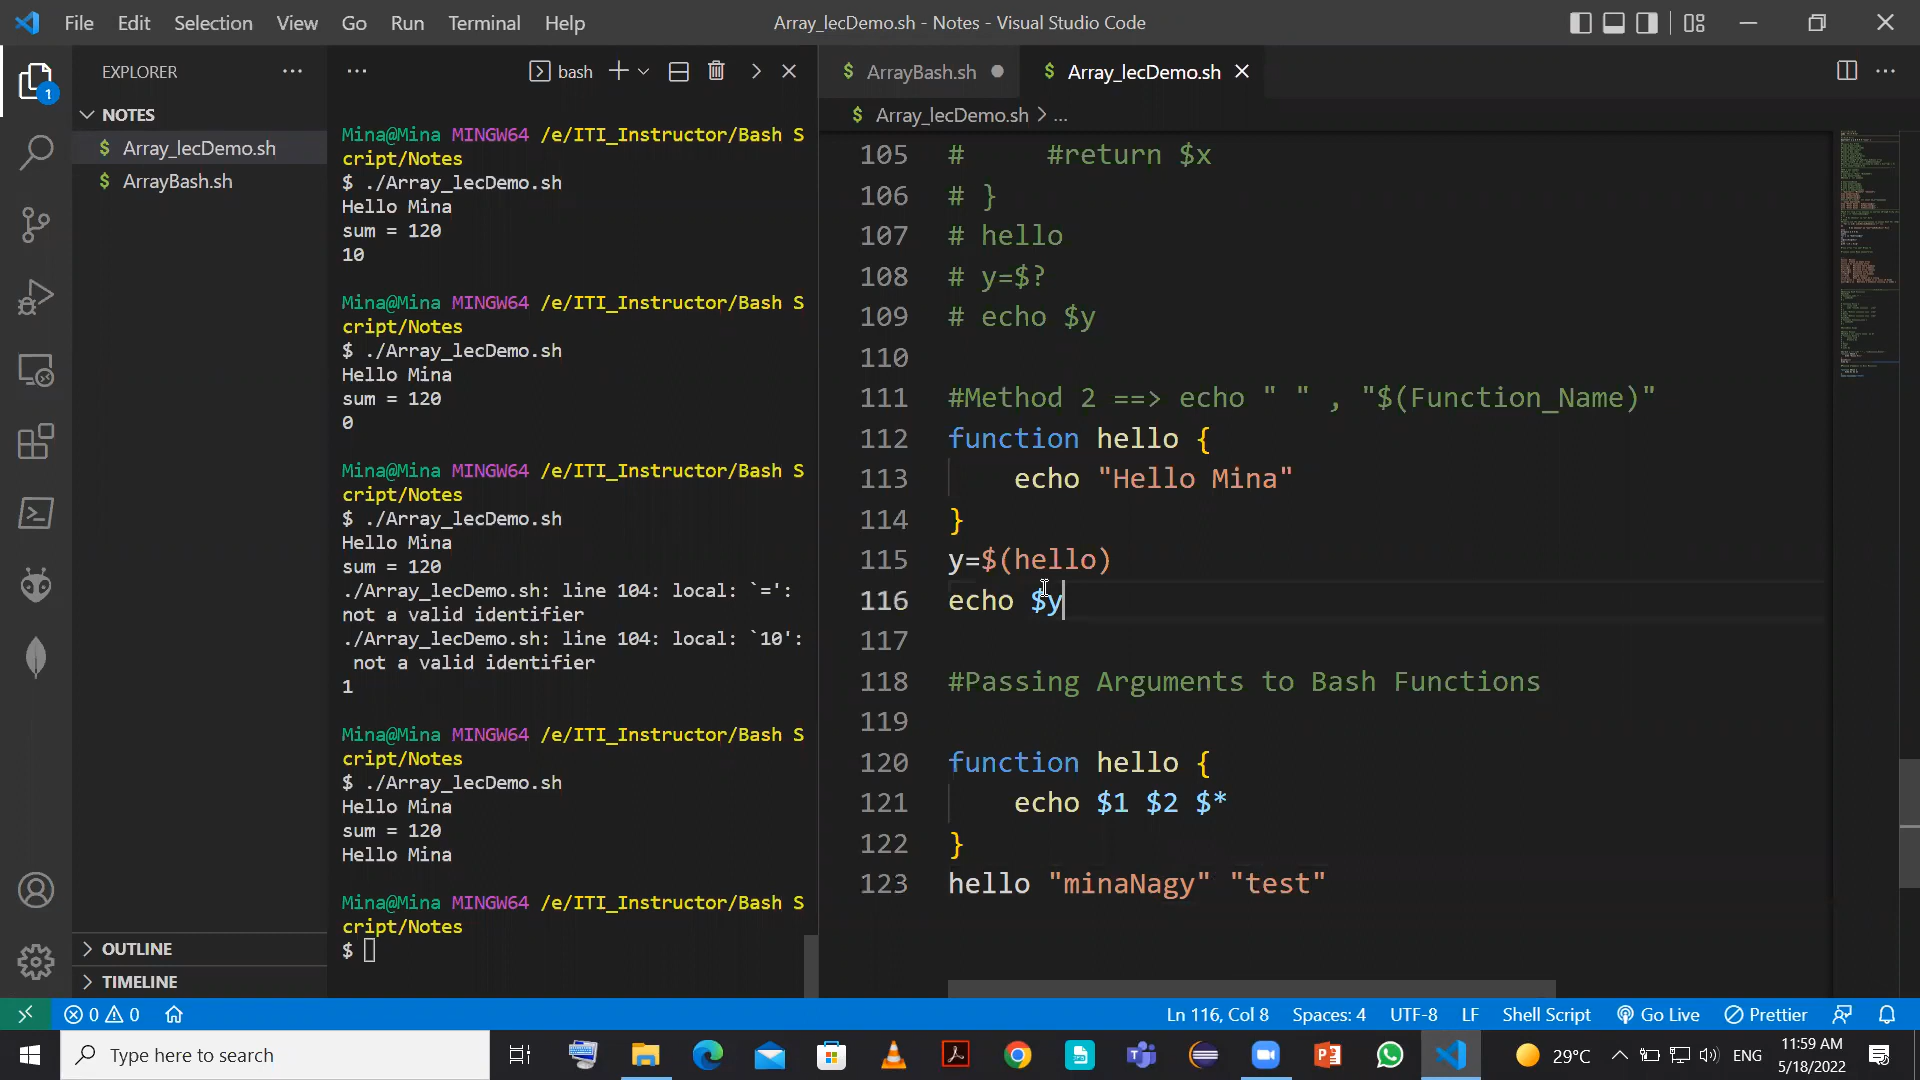 File Edit Selection View Go Run Terminal Help
Array_lecDemo.sh - Notes - Visual Studio Code
EXPLORER
NOTES
$ Array_lecDemo.sh
$ ArrayBash.sh
OUTLINE
TIMELINE
1
bash
Mina@Mina MINGW64 /e/ITI_Instructor/Bash S
cript/Notes
$ ./Array_lecDemo.sh
Hello Mina
sum = 120
10
Mina@Mina MINGW64 /e/ITI_Instructor/Bash S
cript/Notes
$ ./Array_lecDemo.sh
Hello Mina
sum = 120
0
Mina@Mina MINGW64 /e/ITI_Instructor/Bash S
cript/Notes
$ ./Array_lecDemo.sh
Hello Mina
sum = 120
./Array_lecDemo.sh: line 104: local: `=':
not a valid identifier
./Array_lecDemo.sh: line 104: local: `10':
not a valid identifier
1
Mina@Mina MINGW64 /e/ITI_Instructor/Bash S
cript/Notes
$ ./Array_lecDemo.sh
Hello Mina
sum = 120
Hello Mina
Mina@Mina MINGW64 /e/ITI_Instructor/Bash S
cript/Notes
$
$ ArrayBash.sh
$ Array_lecDemo.sh
$ Array_lecDemo.sh > ...
105 #     #return $x
106 # }
107 # hello
108 # y=$?
109 # echo $y
110
111 #Method 2 ==> echo " " , "$(Function_Name)"
112 function hello {
113     echo "Hello Mina"
114 }
115 y=$(hello)
116 echo $y
117
118 #Passing Arguments to Bash Functions
119
120 function hello {
121     echo $1 $2 $*
122 }
123 hello "minaNagy" "test"
0 0
Ln 116, Col 8 Spaces: 4 UTF-8 LF Shell Script Go Live Prettier
Type here to search
29°C
ENG
11:59 AM
5/18/2022